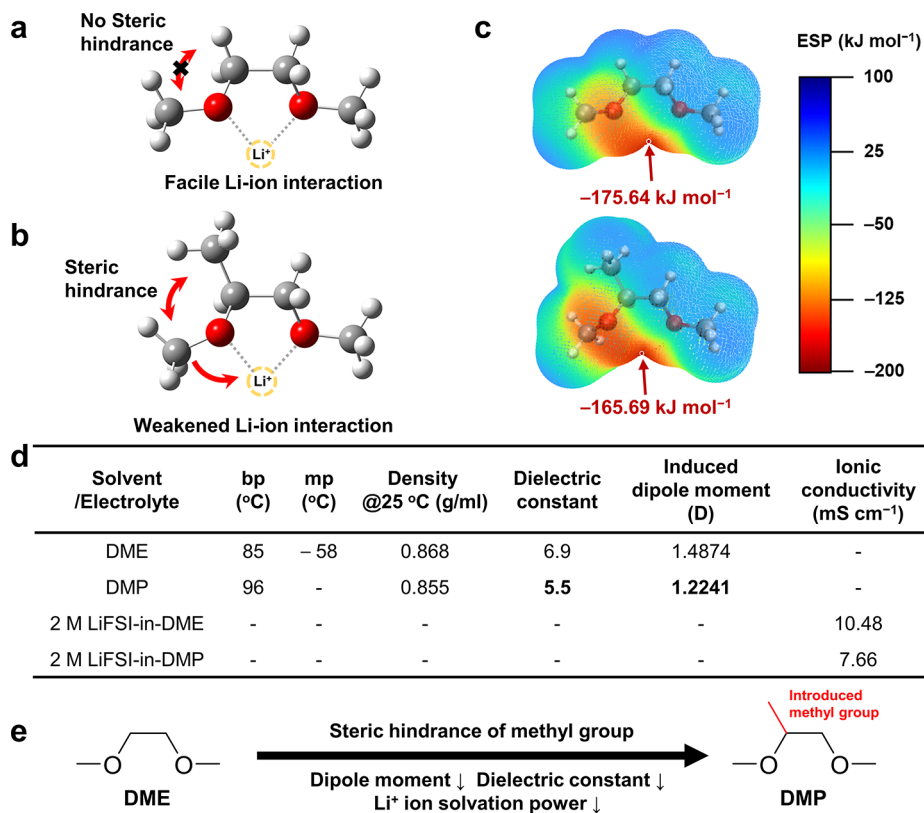 a
No Steric
hindrance
Li⁺
Facile Li-ion interaction
b
Steric
hindrance
Li⁺
Weakened Li-ion interaction
c
ESP (kJ mol⁻¹)
100
25
−50
−125
−200
−175.64 kJ mol⁻¹
−165.69 kJ mol⁻¹
d
Solvent /Electrolyte | bp (°C) | mp (°C) | Density @25 °C (g/ml) | Dielectric constant | Induced dipole moment (D) | Ionic conductivity (mS cm⁻¹)
DME | 85 | – 58 | 0.868 | 6.9 | 1.4874 | -
DMP | 96 | - | 0.855 | 5.5 | 1.2241 | -
2 M LiFSI-in-DME | - | - | - | - | - | 10.48
2 M LiFSI-in-DMP | - | - | - | - | - | 7.66
e
O O
DME
Steric hindrance of methyl group
Dipole moment ↓ Dielectric constant ↓
Li⁺ ion solvation power ↓
Introduced
methyl group
O O
DMP